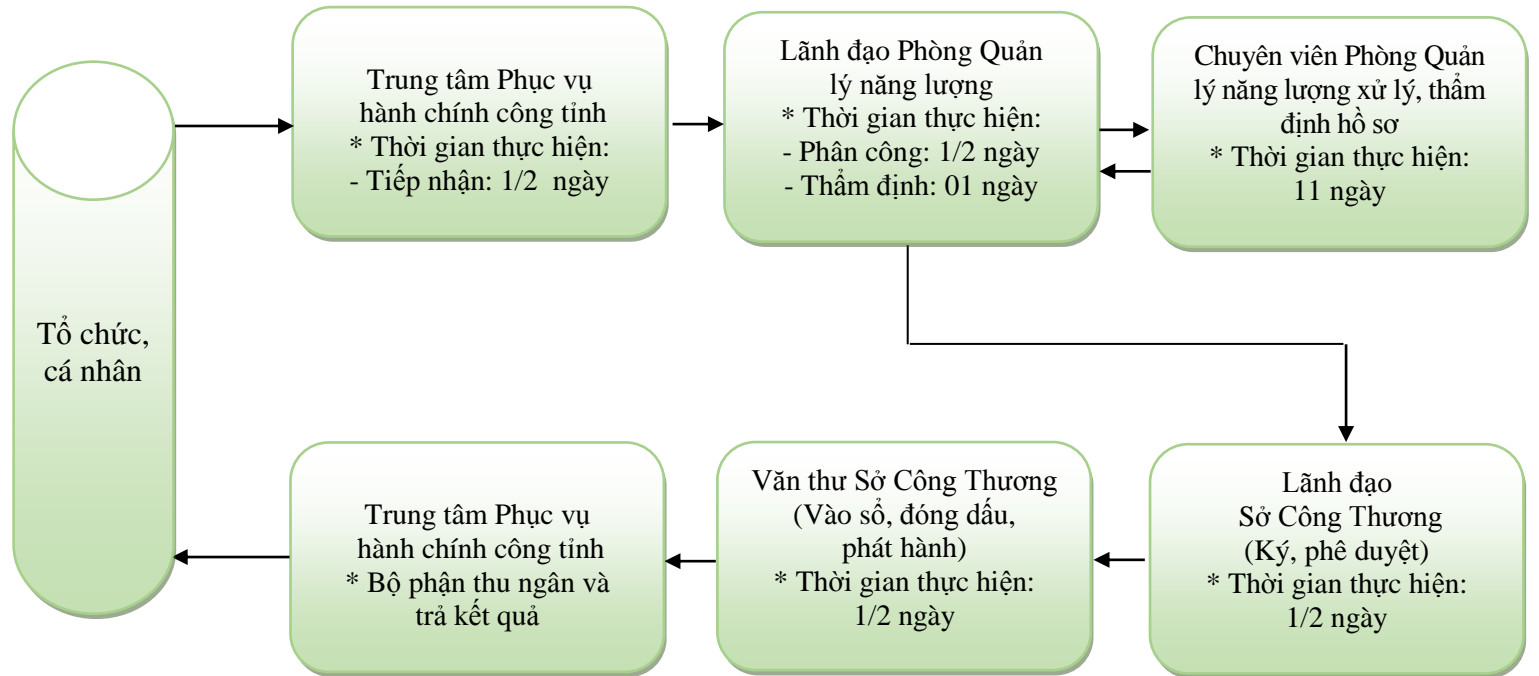 Tổ chức,
cá nhân
Trung tâm Phục vụ
hành chính công tỉnh
* Thời gian thực hiện:
- Tiếp nhận: 1/2 ngày
Lãnh đạo Phòng Quản
lý năng lượng
* Thời gian thực hiện:
- Phân công: 1/2 ngày
- Thẩm định: 01 ngày
Chuyên viên Phòng Quản
lý năng lượng xử lý, thẩm
định hồ sơ
* Thời gian thực hiện:
11 ngày
Lãnh đạo
Sở Công Thương
(Ký, phê duyệt)
* Thời gian thực hiện:
1/2 ngày
Văn thư Sở Công Thương
(Vào sổ, đóng dấu,
phát hành)
* Thời gian thực hiện:
1/2 ngày
Trung tâm Phục vụ
hành chính công tỉnh
* Bộ phận thu ngân và
trả kết quả